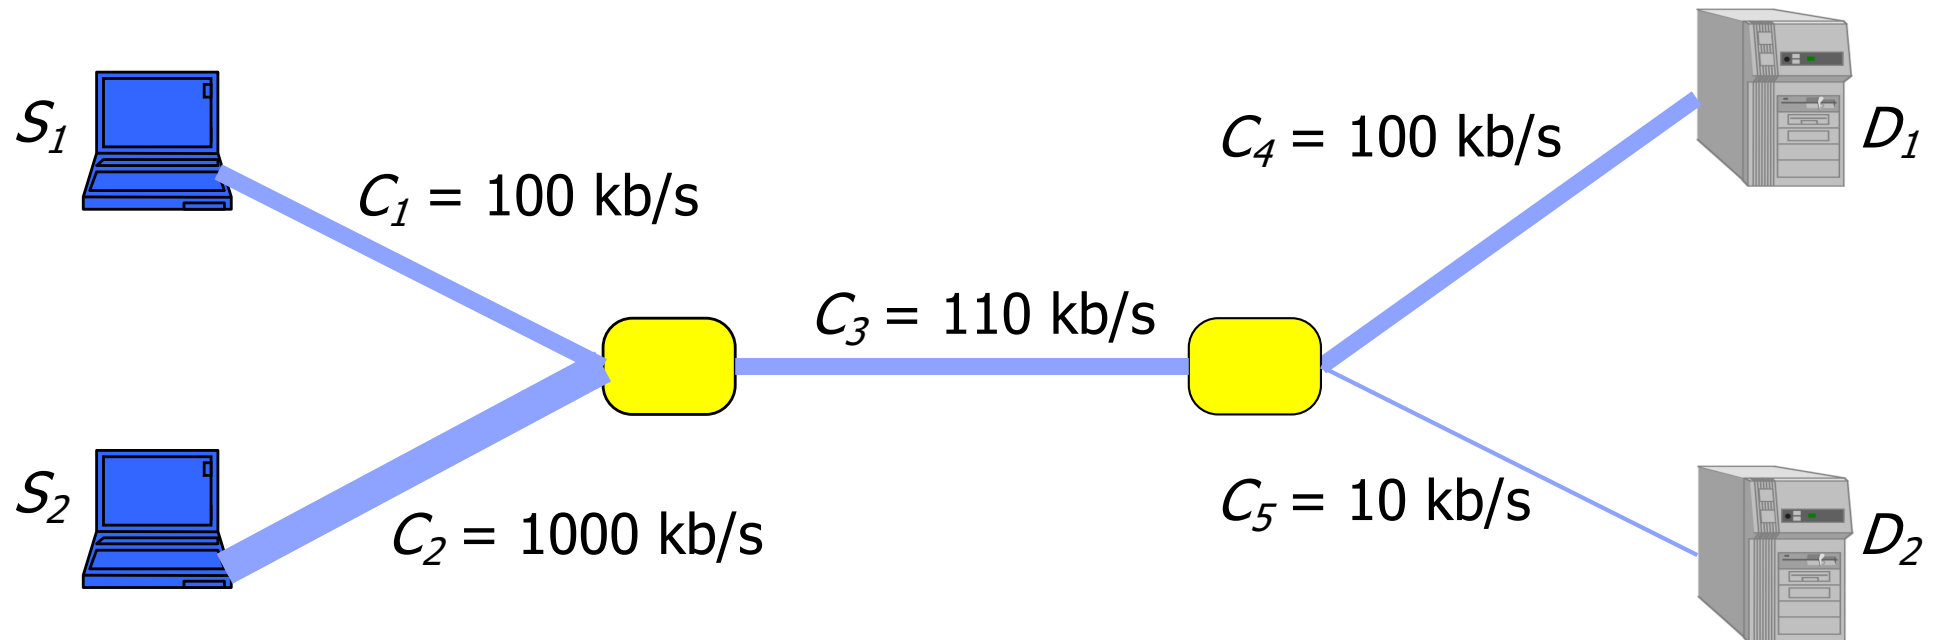 S1
C1 = 100 kb/s
C4 = 100 kb/s
D1
C3 = 110 kb/s
S2
C2 = 1000 kb/s
C5 = 10 kb/s
D2